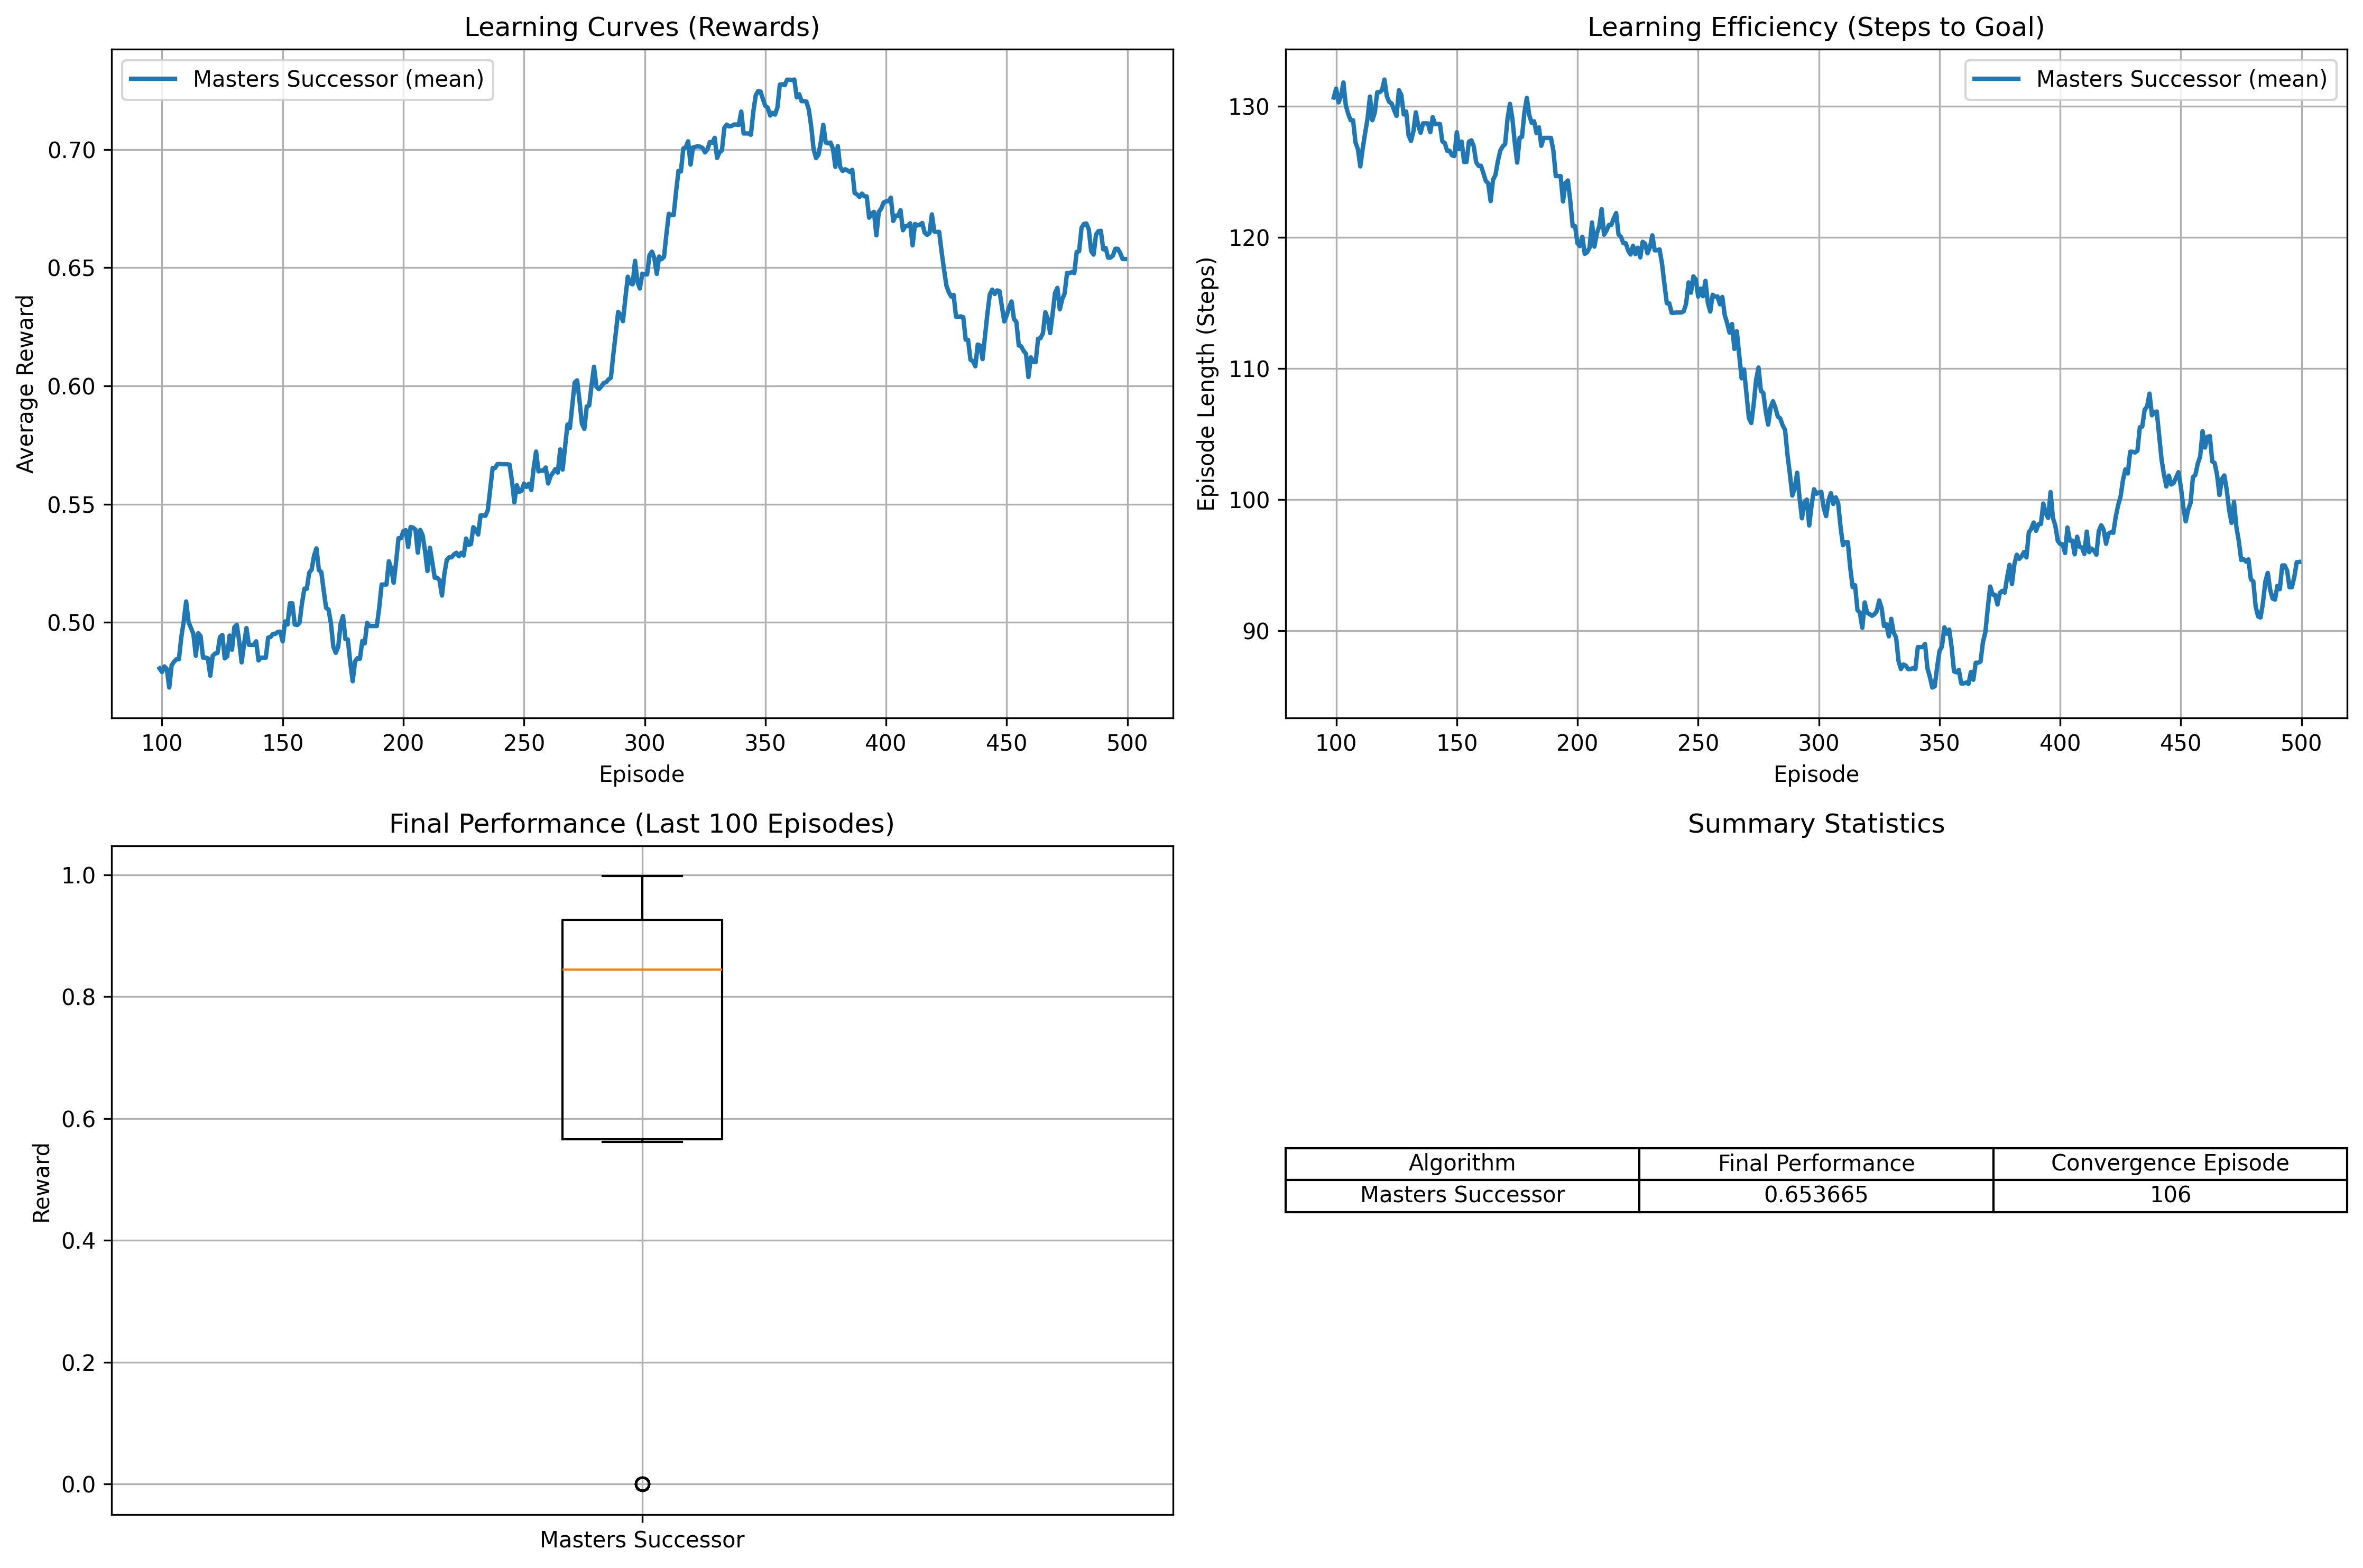 Learning Curves (Rewards)
Masters Successor (mean)
Average Reward
0.70
0.65
0.60
0.55
0.50
100 150 200 250 300 350 400 450 500
Episode
Learning Efficiency (Steps to Goal)
Masters Successor (mean)
Episode Length (Steps)
130
120
110
100
90
100 150 200 250 300 350 400 450 500
Episode
Final Performance (Last 100 Episodes)
Reward
1.0
0.8
0.6
0.4
0.2
0.0
Masters Successor
Summary Statistics
Algorithm Final Performance Convergence Episode
Masters Successor 0.653665 106